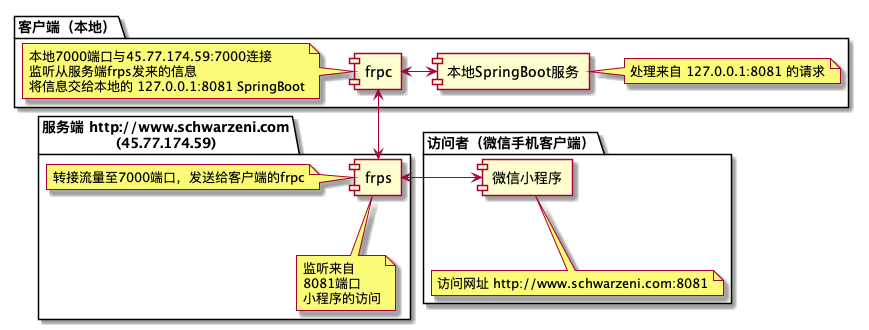 客户端（本地）
本地7000端口与45.77.174.59:7000连接
监听从服务端frps发来的信息
将信息交给本地的 127.0.0.1:8081 SpringBoot
frpc
本地SpringBoot服务
处理来自 127.0.0.1:8081 的请求
服务端 http://www.schwarzeni.com
(45.77.174.59)
转接流量至7000端口，发送给客户端的frpc
frps
监听来自
8081端口
小程序的访问
访问者（微信手机客户端）
微信小程序
访问网址 http://www.schwarzeni.com:8081